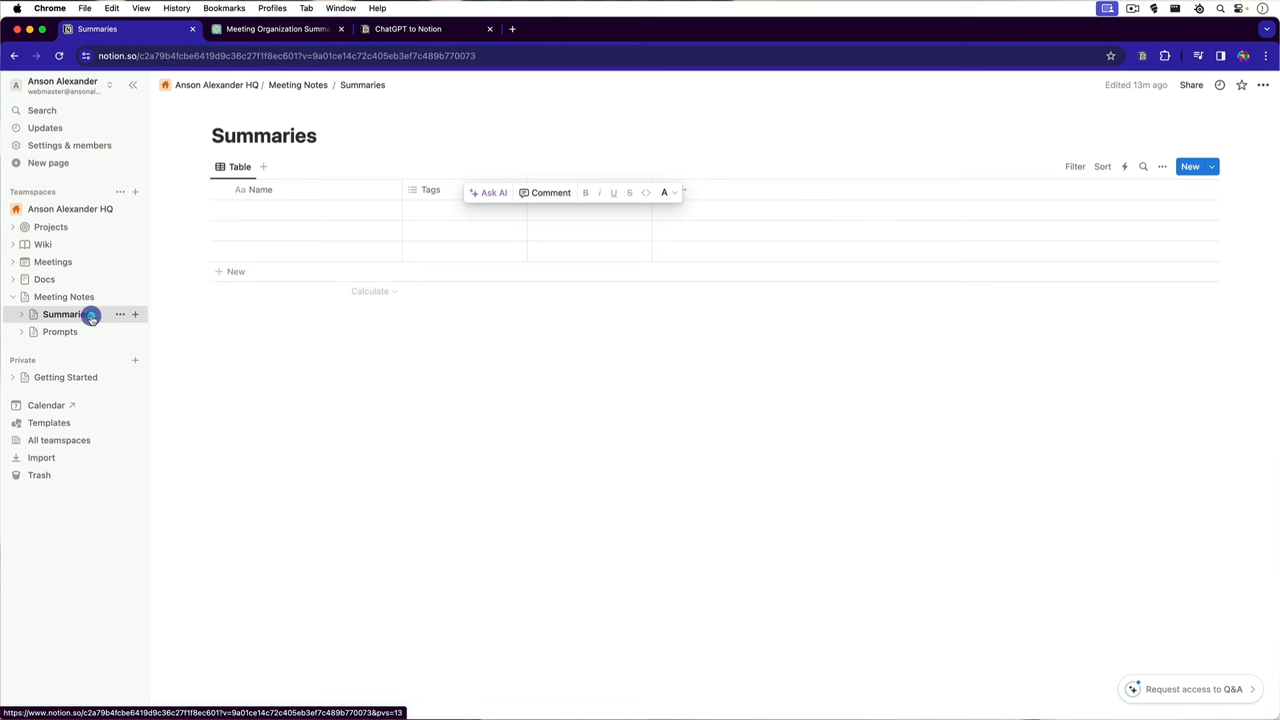 Chrome File Edit View History Bookmarks Profiles Tab Window Help
Summaries Meeting Organization Summa ChatGPT to Notion
notion.so/c2a79b4fcbe6419d9c36c27f1f8ec601?v=9a01ce14c72c405eb3ef7c489b770073
A Anson Alexander
webmaster@ansonal...
Anson Alexander HQ / Meeting Notes / Summaries
Edited 13m ago Share
Search
Updates
Settings & members
New page
Teamspaces
Anson Alexander HQ
Projects
Wiki
Meetings
Docs
Meeting Notes
Summaries
Prompts
Private
Getting Started
Calendar ↗
Templates
All teamspaces
Import
Trash
Summaries
Table
Filter Sort New
Aa Name Tags
Ask AI Comment B i U S <> A
+ New
Calculate
Request access to Q&A
https://www.notion.so/c2a79b4fcbe6419d9c36c27f1f8ec601?v=9a01ce14c72c405eb3ef7c489b770073&pvs=13